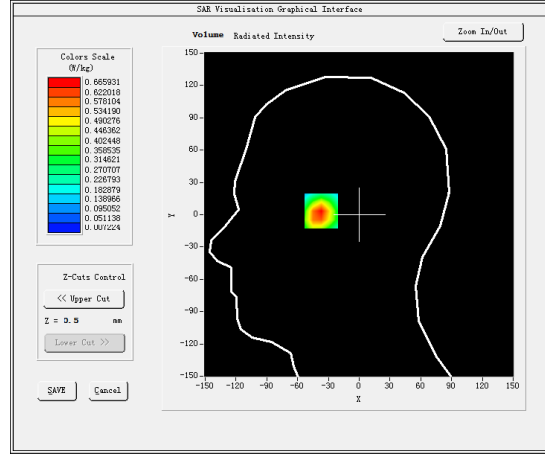 SAR Visualisation Graphical Interface
Volume Radiated Intensity
Zoom In/Out
Colors Scale
(W/kg)
0.665931
0.622018
0.578104
0.534190
0.490276
0.446362
0.402448
0.358535
0.314621
0.270707
0.226793
0.182879
0.138966
0.095052
0.051138
0.007224
Z-Cuts Control
<< Upper Cut
Z = 0.5 mm
Lower Cut >>
SAVE Cancel
150
120
90
60
30
0
-30
-60
-90
-120
-150
Y
-150 -120 -90 -60 -30 0 30 60 90 120 150
X